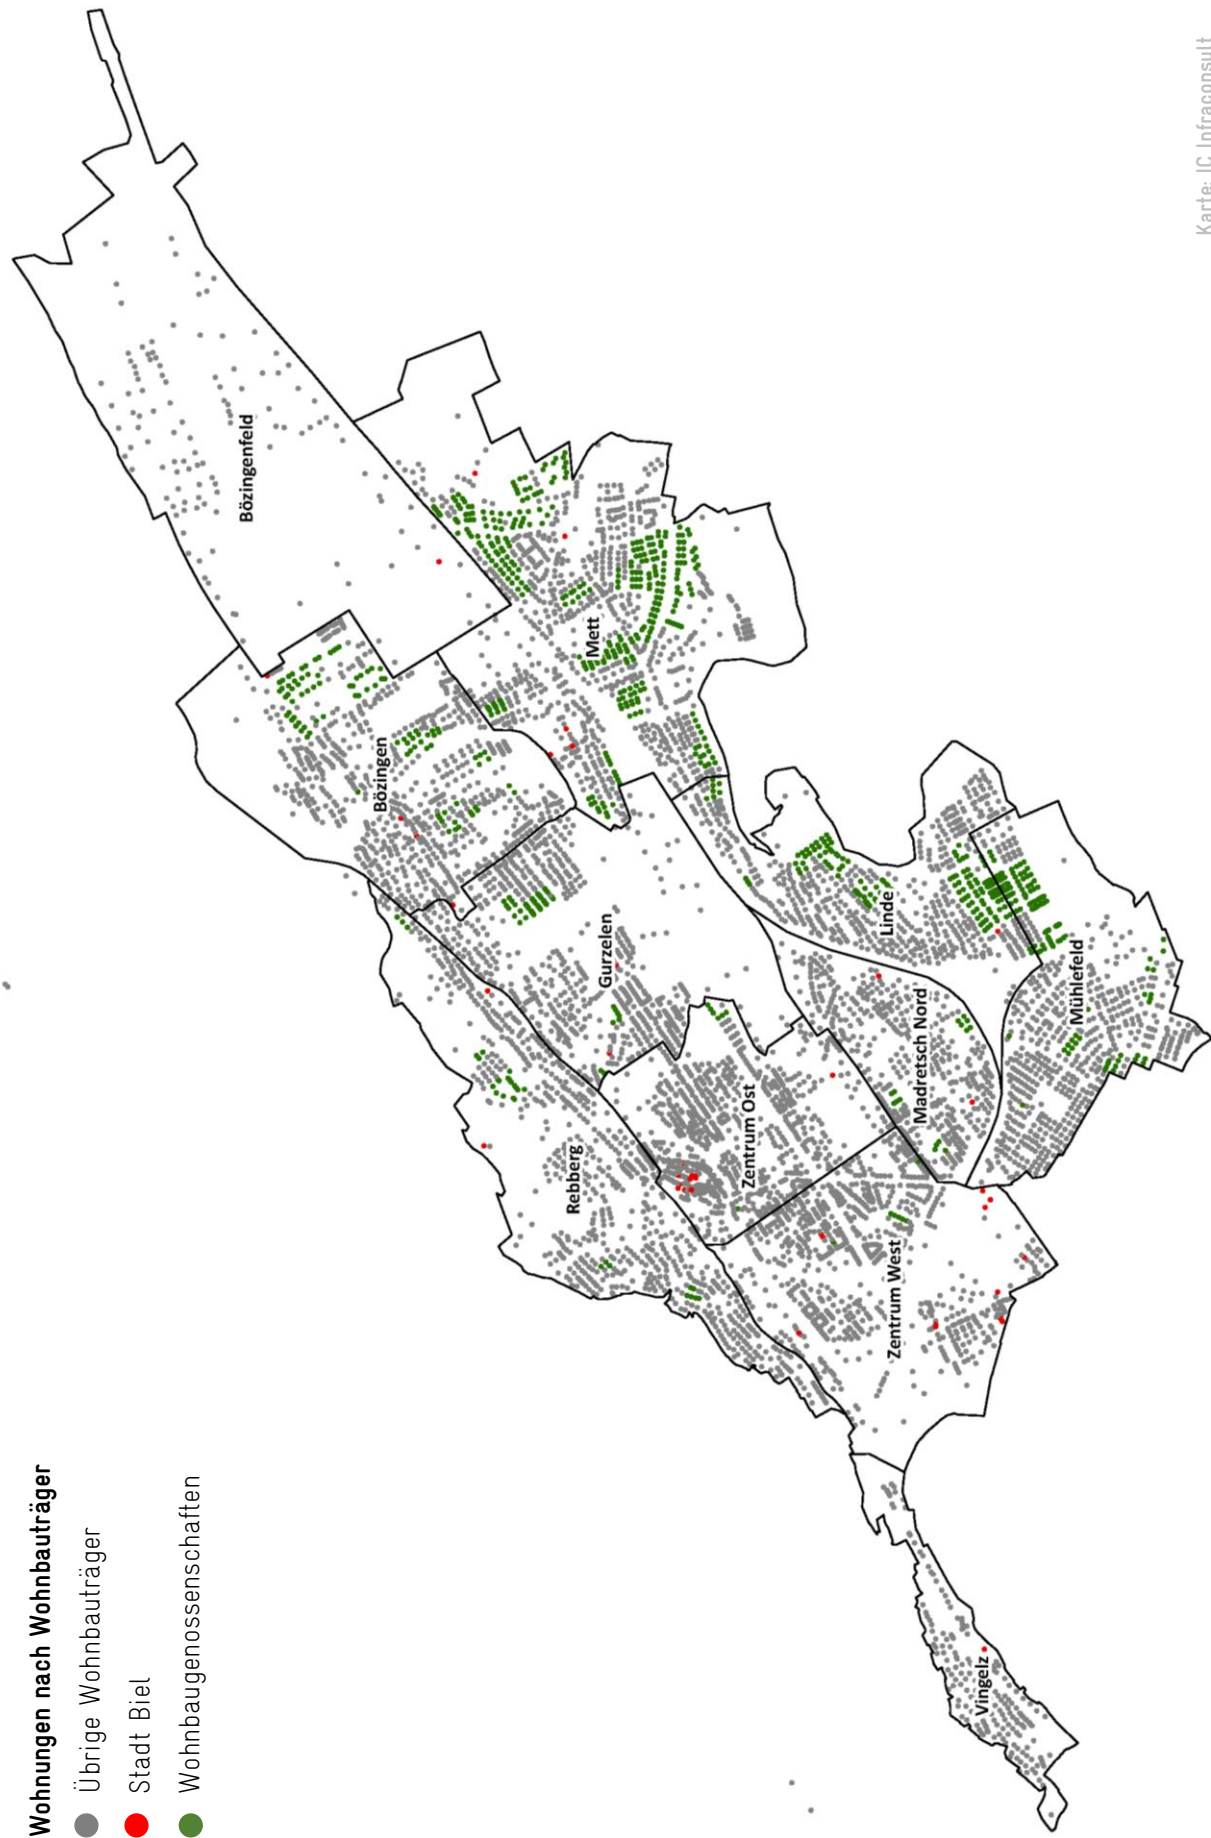 Wohnungen nach Wohnbauträger
Übrige Wohnbauträger
Stadt Biel
Wohnbaugenossenschaften
Bözingenfeld
Bözingen
Mett
Gurzelen
Rebberg
Linde
Zentrum Ost
Madretsch Nord
Mühlefeld
Zentrum West
Vingelz
Karte: IC Infraconsult